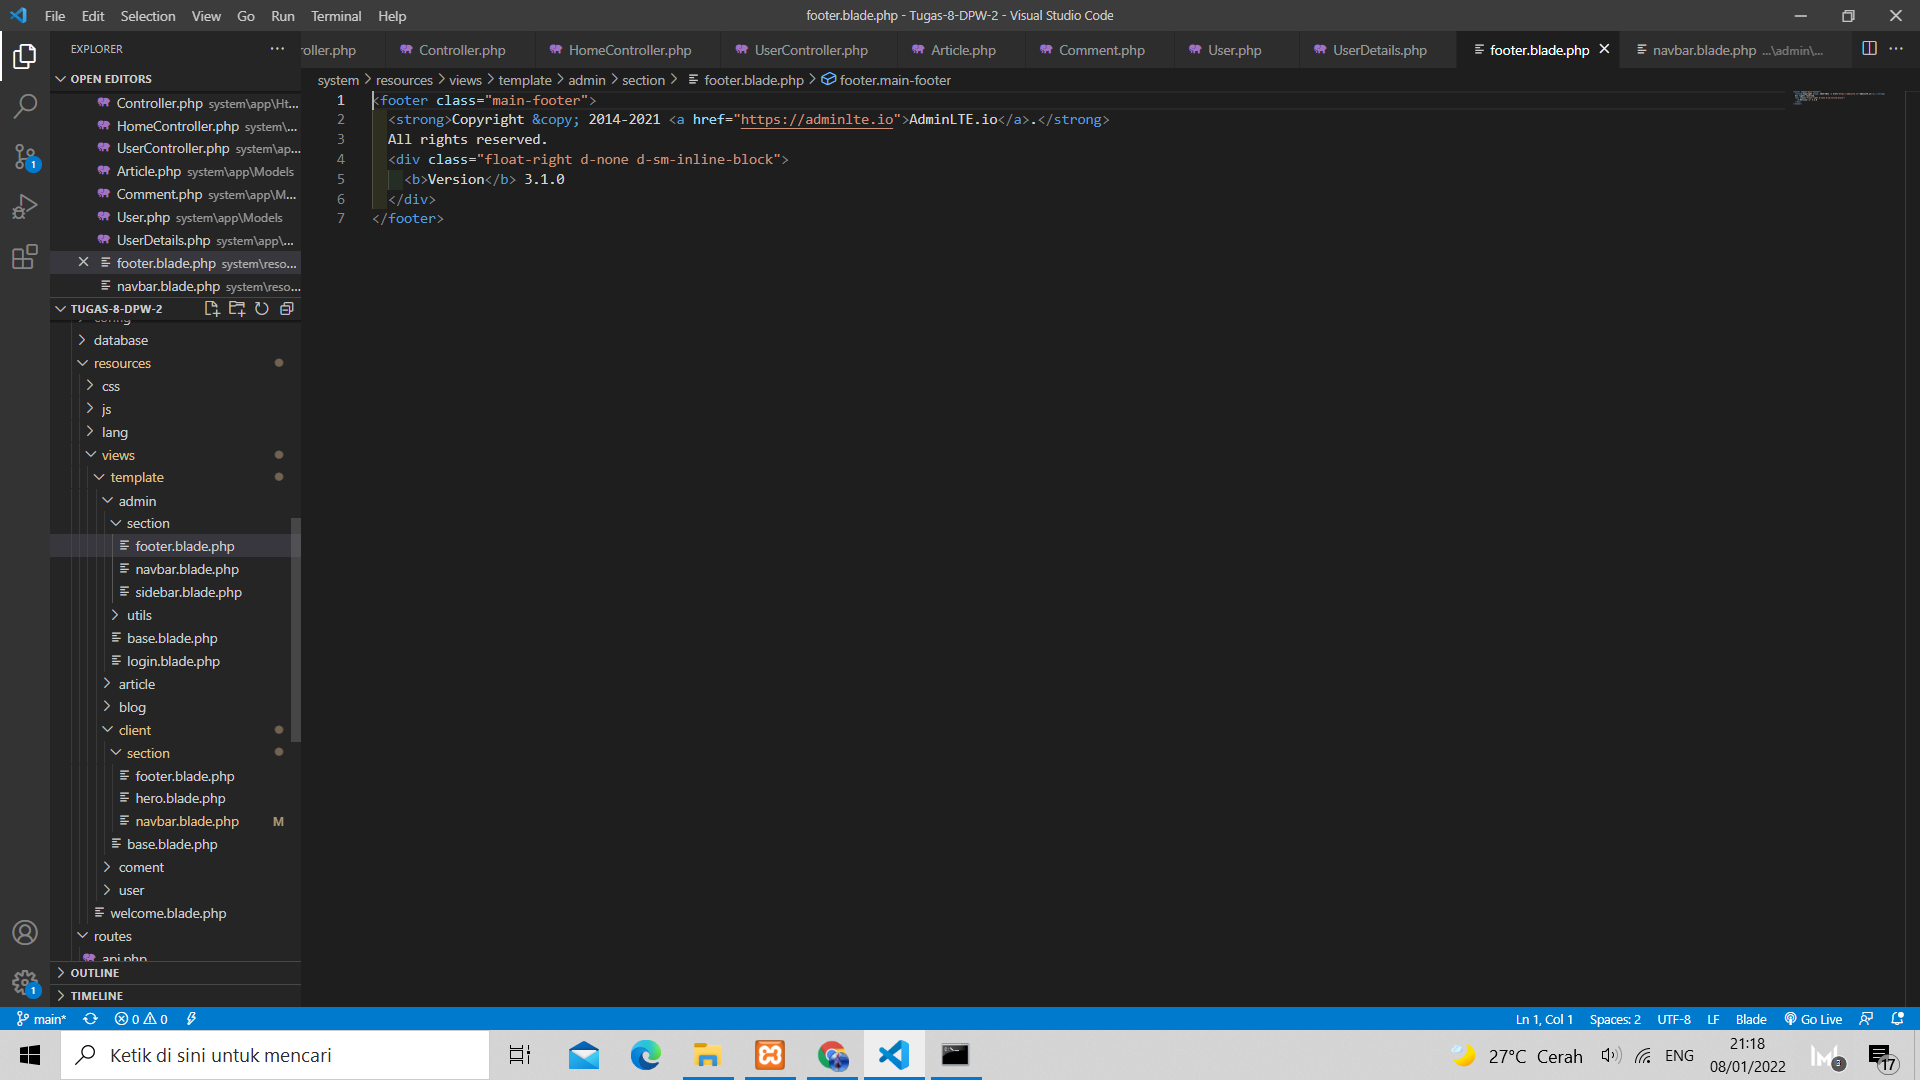 File Edit Selection View Go Run Terminal Help
footer.blade.php - Tugas-8-DPW-2 - Visual Studio Code
EXPLORER
oller.php Controller.php HomeController.php UserController.php Article.php Comment.php User.php UserDetails.php footer.blade.php navbar.blade.php ...\admin\...
OPEN EDITORS
system > resources > views > template > admin > section > footer.blade.php > footer.main-footer
Controller.php system\app\Ht...
HomeController.php system\...
UserController.php system\ap...
Article.php system\app\Models
Comment.php system\app\M...
User.php system\app\Models
UserDetails.php system\app\...
footer.blade.php system\reso...
navbar.blade.php system\reso...
1 <footer class="main-footer">
2 <strong>Copyright &copy; 2014-2021 <a href="https://adminlte.io">AdminLTE.io</a>.</strong>
3 All rights reserved.
4 <div class="float-right d-none d-sm-inline-block">
5 <b>Version</b> 3.1.0
6 </div>
7 </footer>
TUGAS-8-DPW-2
config
database
resources
css
js
lang
views
template
admin
section
footer.blade.php
navbar.blade.php
sidebar.blade.php
utils
base.blade.php
login.blade.php
article
blog
client
section
footer.blade.php
hero.blade.php
navbar.blade.php M
base.blade.php
coment
user
welcome.blade.php
routes
api.php
OUTLINE
TIMELINE
1
1
main* 0 0 Ln 1, Col 1 Spaces: 2 UTF-8 LF Blade Go Live
Ketik di sini untuk mencari
27°C Cerah ENG
21:18
08/01/2022
3
17